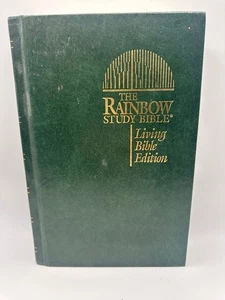 THE
RAINBOW
STUDY BIBLE®
Living
Bible
Edition